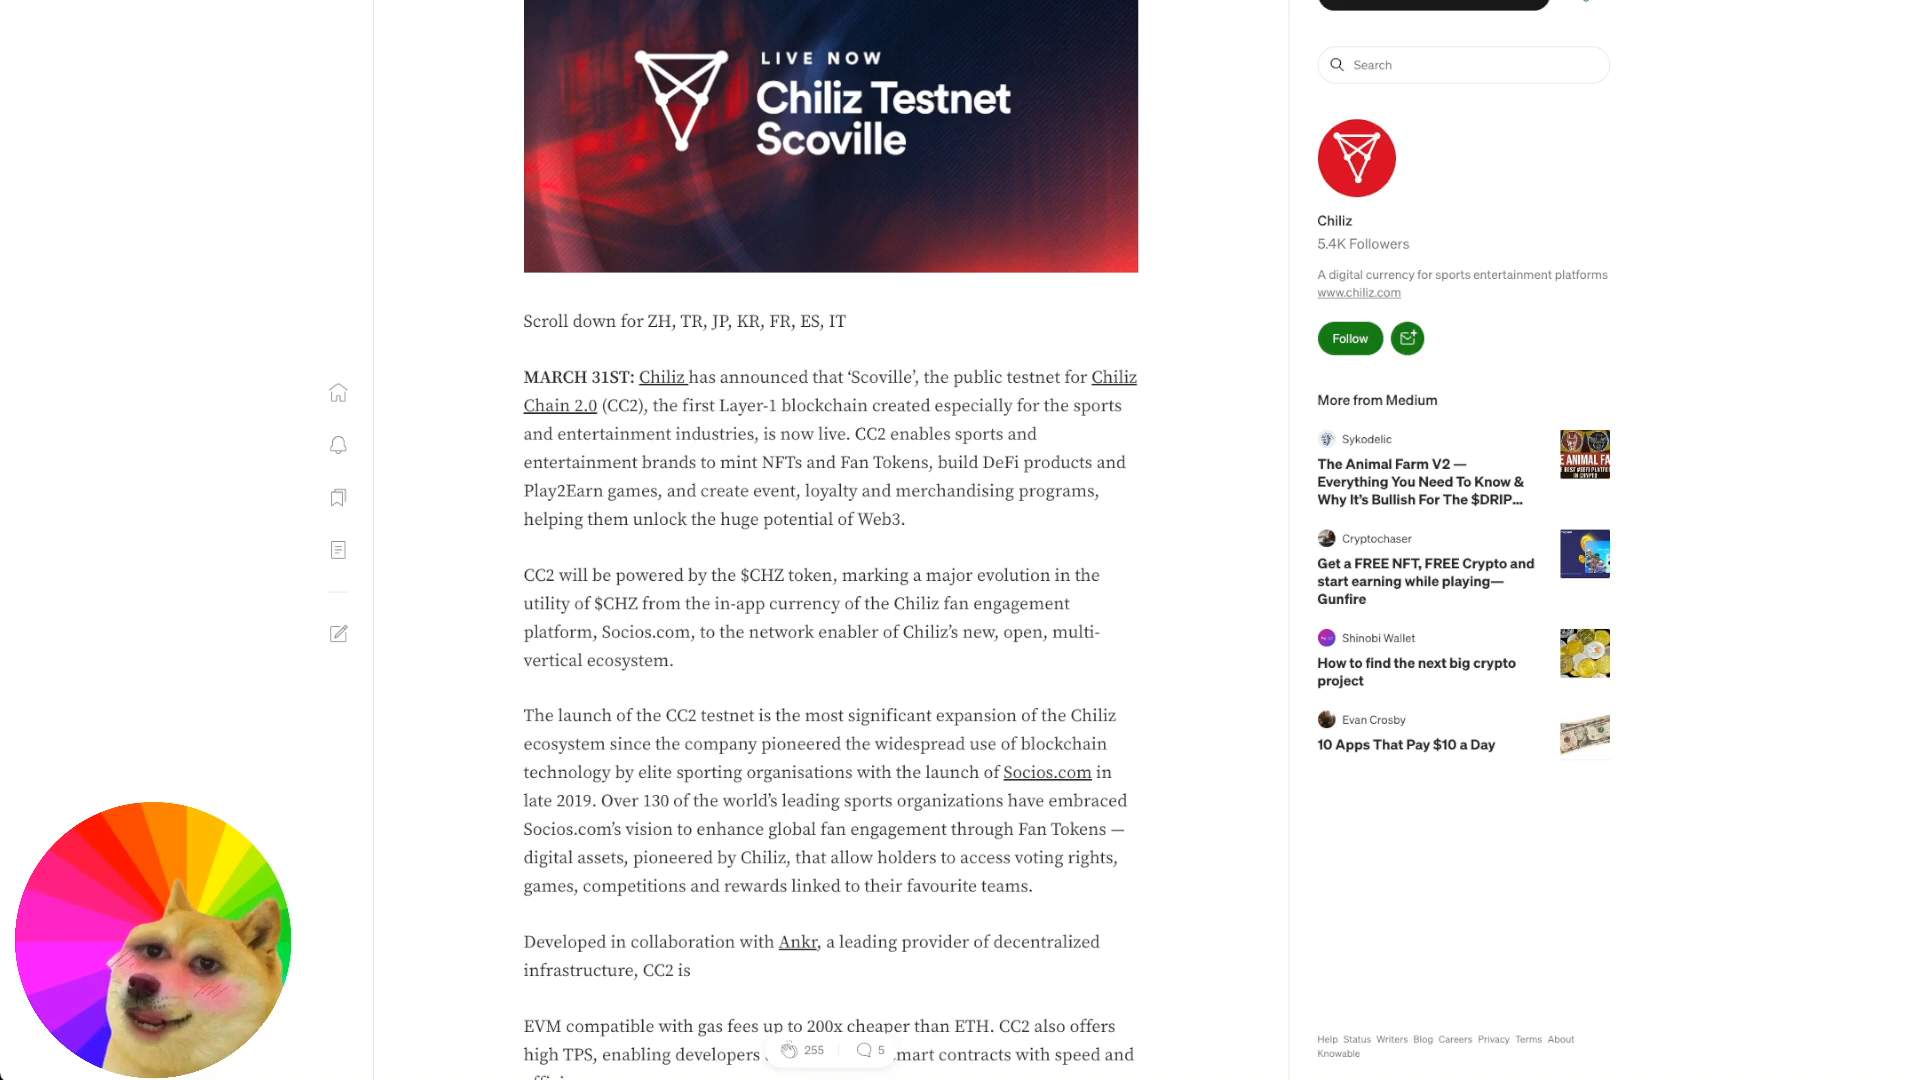 LIVE NOW
Chiliz Testnet
Scoville
Scroll down for ZH, TR, JP, KR, FR, ES, IT
MARCH 31ST: Chiliz has announced that ‘Scoville’, the public testnet for Chiliz
Chain 2.0 (CC2), the first Layer-1 blockchain created especially for the sports
and entertainment industries, is now live. CC2 enables sports and
entertainment brands to mint NFTs and Fan Tokens, build DeFi products and
Play2Earn games, and create event, loyalty and merchandising programs,
helping them unlock the huge potential of Web3.
CC2 will be powered by the $CHZ token, marking a major evolution in the
utility of $CHZ from the in-app currency of the Chiliz fan engagement
platform, Socios.com, to the network enabler of Chiliz’s new, open, multi-
vertical ecosystem.
The launch of the CC2 testnet is the most significant expansion of the Chiliz
ecosystem since the company pioneered the widespread use of blockchain
technology by elite sporting organisations with the launch of Socios.com in
late 2019. Over 130 of the world’s leading sports organizations have embraced
Socios.com’s vision to enhance global fan engagement through Fan Tokens —
digital assets, pioneered by Chiliz, that allow holders to access voting rights,
games, competitions and rewards linked to their favourite teams.
Developed in collaboration with Ankr, a leading provider of decentralized
infrastructure, CC2 is
EVM compatible with gas fees up to 200x cheaper than ETH. CC2 also offers
high TPS, enabling developers mart contracts with speed and
255
5
Search
Chiliz
5.4K Followers
A digital currency for sports entertainment platforms
www.chiliz.com
Follow
More from Medium
Sykodelic
The Animal Farm V2 —
Everything You Need To Know &
Why It’s Bullish For The $DRIP...
Cryptochaser
Get a FREE NFT, FREE Crypto and
start earning while playing—
Gunfire
Shinobi Wallet
How to find the next big crypto
project
Evan Crosby
10 Apps That Pay $10 a Day
Help Status Writers Blog Careers Privacy Terms About
Knowable